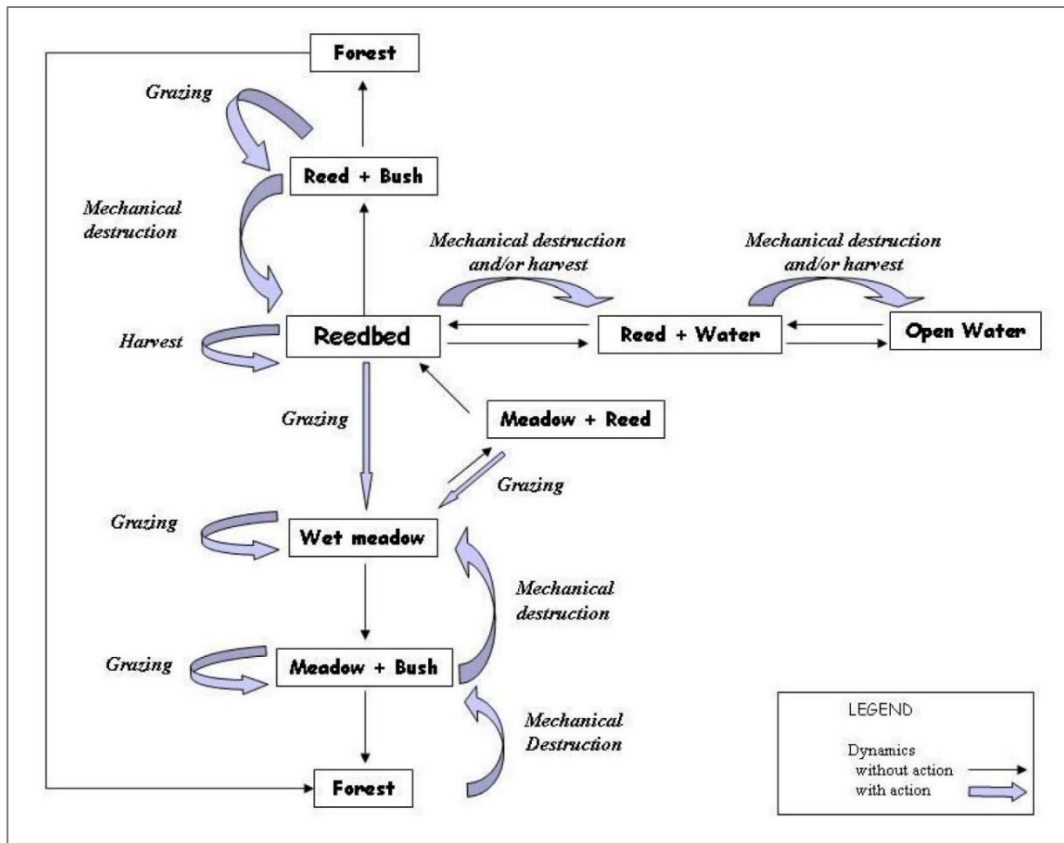 Forest
Grazing
Reed + Bush
Mechanical
destruction
Mechanical destruction
and/or harvest
Mechanical destruction
and/or harvest
Harvest
Reedbed
Reed + Water
Open Water
Grazing
Meadow + Reed
Grazing
Grazing
Wet meadow
Mechanical
destruction
Grazing
Meadow + Bush
Mechanical
Destruction
Forest
LEGEND
Dynamics
without action
with action